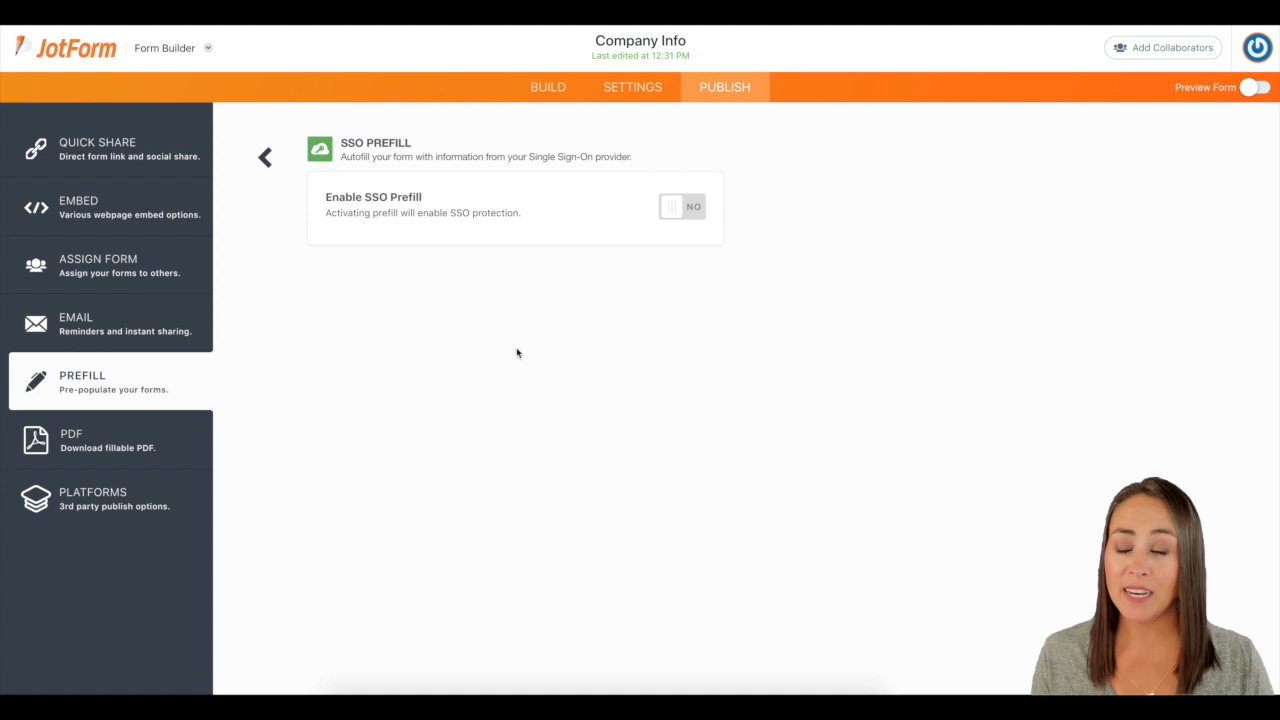 JotForm
Form Builder
Company Info
Last edited at 12:31 PM
Add Collaborators
BUILD
SETTINGS
PUBLISH
Preview Form
QUICK SHARE
Direct form link and social share.
EMBED
Various webpage embed options.
ASSIGN FORM
Assign your forms to others.
EMAIL
Reminders and instant sharing.
PREFILL
Pre-populate your forms.
PDF
Download fillable PDF.
PLATFORMS
3rd party publish options.
SSO PREFILL
Autofill your form with information from your Single Sign-On provider.
Enable SSO Prefill
Activating prefill will enable SSO protection.
NO